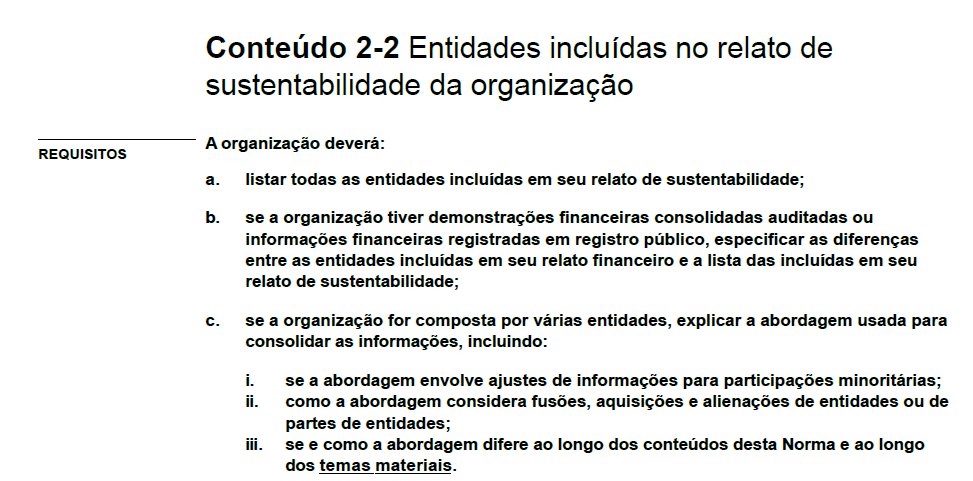 Conteúdo 2-2 Entidades incluídas no relato de
sustentabilidade da organização
REQUISITOS
A organização deverá:
a. listar todas as entidades incluídas em seu relato de sustentabilidade;
b. se a organização tiver demonstrações financeiras consolidadas auditadas ou
informações financeiras registradas em registro público, especificar as diferenças
entre as entidades incluídas em seu relato financeiro e a lista das incluídas em seu
relato de sustentabilidade;
c. se a organização for composta por várias entidades, explicar a abordagem usada para
consolidar as informações, incluindo:
i. se a abordagem envolve ajustes de informações para participações minoritárias;
ii. como a abordagem considera fusões, aquisições e alienações de entidades ou de
partes de entidades;
iii. se e como a abordagem difere ao longo dos conteúdos desta Norma e ao longo
dos temas materiais.